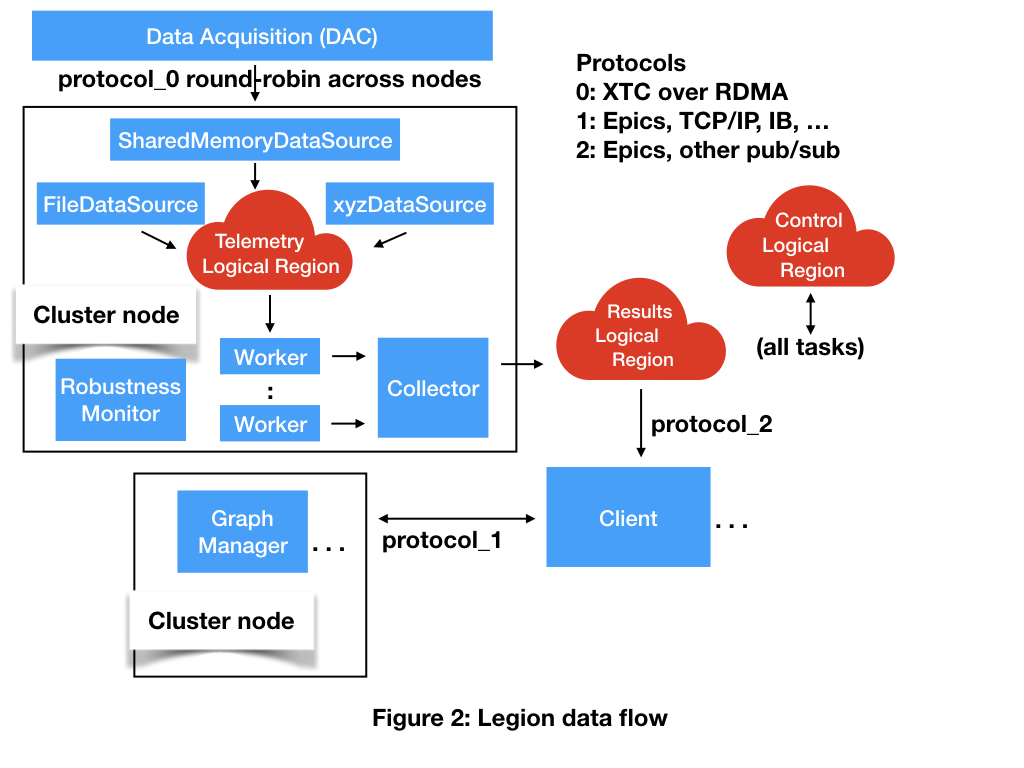 Data Acquisition (DAC)
protocol_0 round-robin across nodes
Protocols
0: XTC over RDMA
1: Epics, TCP/IP, IB, …
2: Epics, other pub/sub
SharedMemoryDataSource
FileDataSource
xyzDataSource
Telemetry
Logical Region
Control
Logical
Region
Cluster node
Results
Logical
Region
(all tasks)
Worker
:
Worker
Robustness
Monitor
Collector
protocol_2
Graph
Manager
...
protocol_1
Client
...
Cluster node
Figure 2: Legion data flow